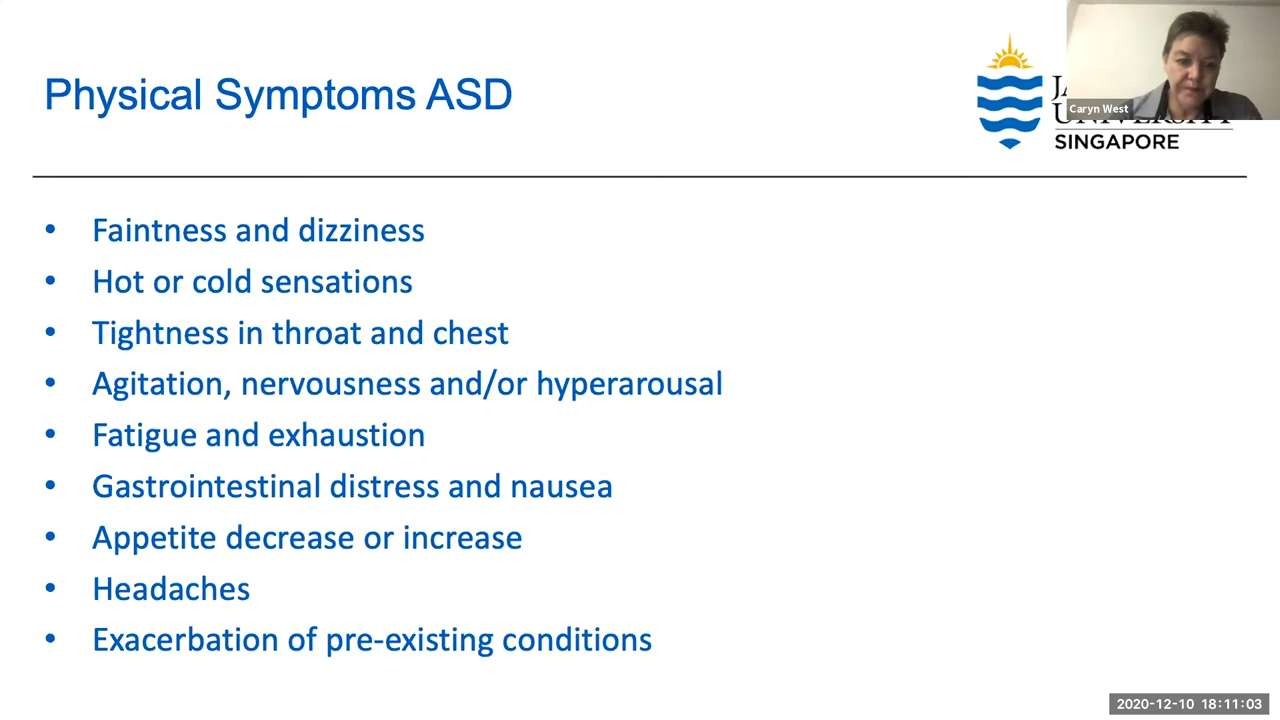 Physical Symptoms ASD
Caryn West
SINGAPORE
• Faintness and dizziness
• Hot or cold sensations
• Tightness in throat and chest
• Agitation, nervousness and/or hyperarousal
• Fatigue and exhaustion
• Gastrointestinal distress and nausea
• Appetite decrease or increase
• Headaches
• Exacerbation of pre-existing conditions
2020-12-10 18:11:03